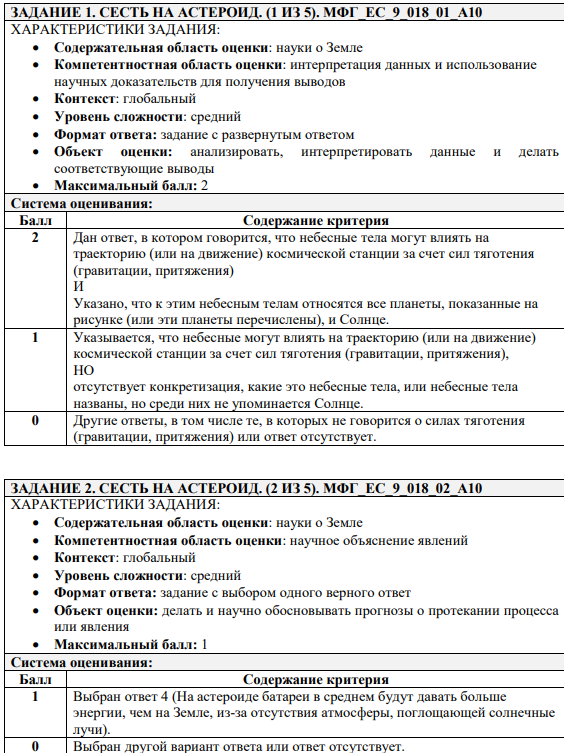 ЗАДАНИЕ 1. СЕСТЬ НА АСТЕРОИД. (1 ИЗ 5). МФГ_ЕС_9_018_01_А10
ХАРАКТЕРИСТИКИ ЗАДАНИЯ:
• Содержательная область оценки: науки о Земле
• Компетентностная область оценки: интерпретация данных и использование
научных доказательств для получения выводов
• Контекст: глобальный
• Уровень сложности: средний
• Формат ответа: задание с развернутым ответом
• Объект оценки: анализировать, интерпретировать данные и делать
соответствующие выводы
• Максимальный балл: 2
Система оценивания:
Балл Содержание критерия
2 Дан ответ, в котором говорится, что небесные тела могут влиять на
траекторию (или на движение) космической станции за счет сил тяготения
(гравитации, притяжения)
И
Указано, что к этим небесным телам относятся все планеты, показанные на
рисунке (или эти планеты перечислены), и Солнце.
1 Указывается, что небесные могут влиять на траекторию (или на движение)
космической станции за счет сил тяготения (гравитации, притяжения),
НО
отсутствует конкретизация, какие это небесные тела, или небесные тела
названы, но среди них не упоминается Солнце.
0 Другие ответы, в том числе те, в которых не говорится о силах тяготения
(гравитации, притяжения) или ответ отсутствует.
ЗАДАНИЕ 2. СЕСТЬ НА АСТЕРОИД. (2 ИЗ 5). МФГ_ЕС_9_018_02_А10
ХАРАКТЕРИСТИКИ ЗАДАНИЯ:
• Содержательная область оценки: науки о Земле
• Компетентностная область оценки: научное объяснение явлений
• Контекст: глобальный
• Уровень сложности: средний
• Формат ответа: задание с выбором одного верного ответа
• Объект оценки: делать и научно обосновывать прогнозы о протекании процесса
или явления
• Максимальный балл: 1
Система оценивания:
Балл Содержание критерия
1 Выбран ответ 4 (На астероиде батареи в среднем будут давать больше
энергии, чем на Земле, из-за отсутствия атмосферы, поглощающей солнечные
лучи).
0 Выбран другой вариант ответа или ответ отсутствует.